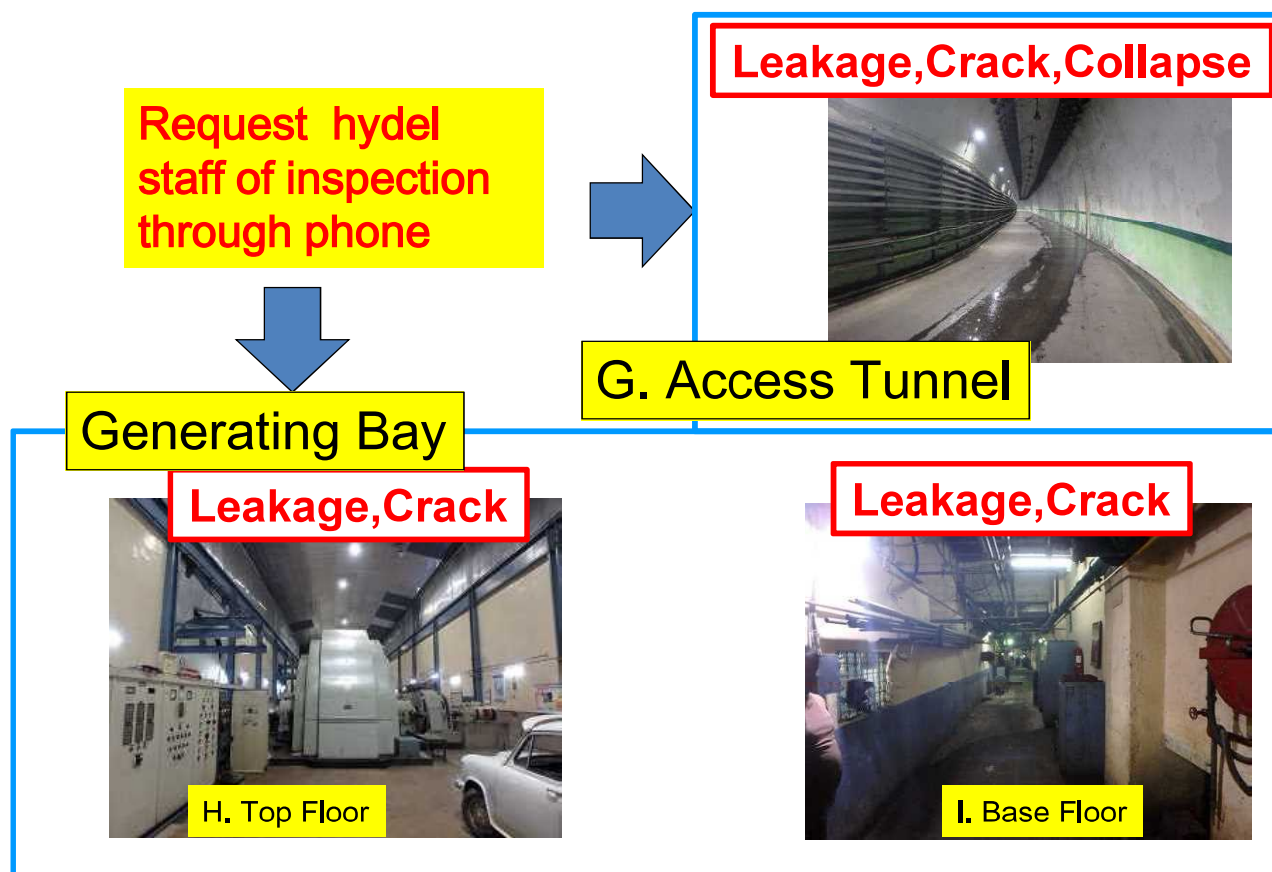 Leakage,Crack,Collapse
Request hydel
staff of inspection
through phone
G. Access Tunnel
Generating Bay
Leakage,Crack
Leakage,Crack
H. Top Floor
I. Base Floor